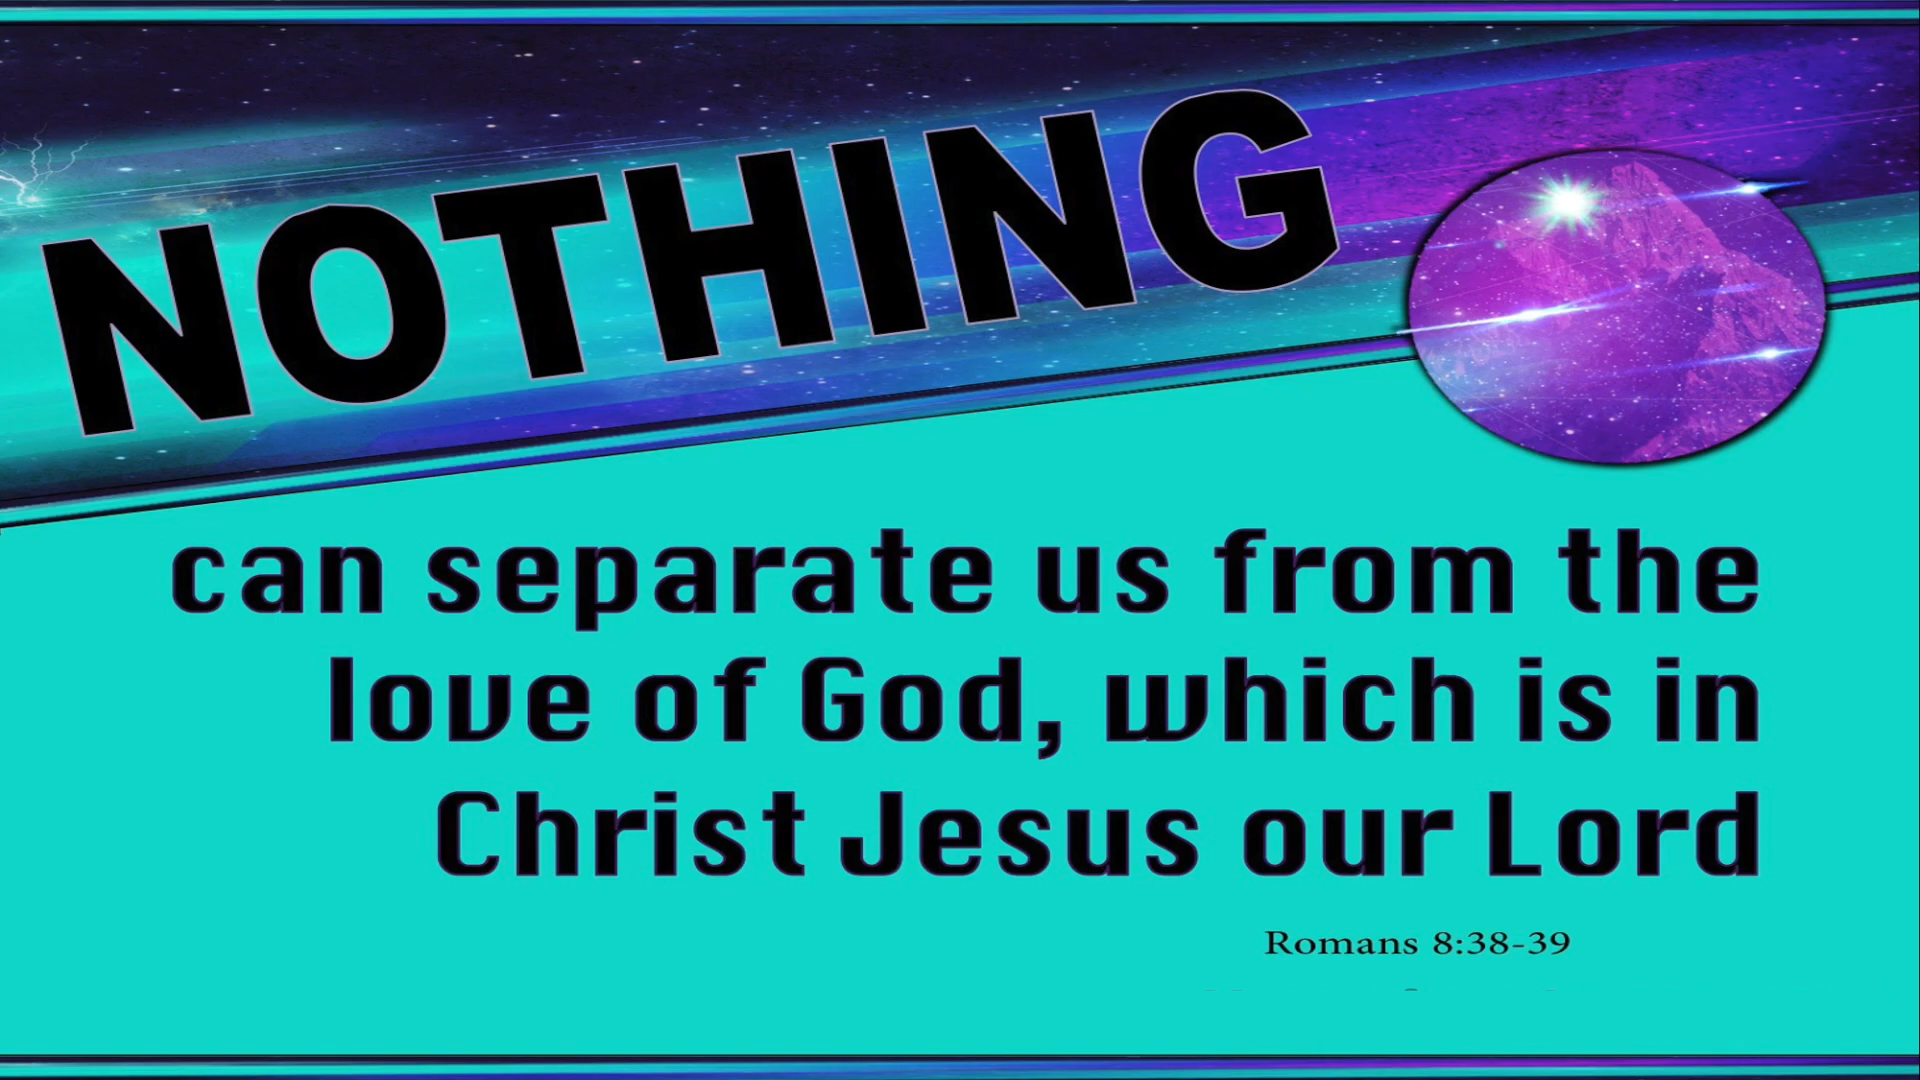 NOTHING
can separate us from the
love of God, which is in
Christ Jesus our Lord
Romans 8:38-39